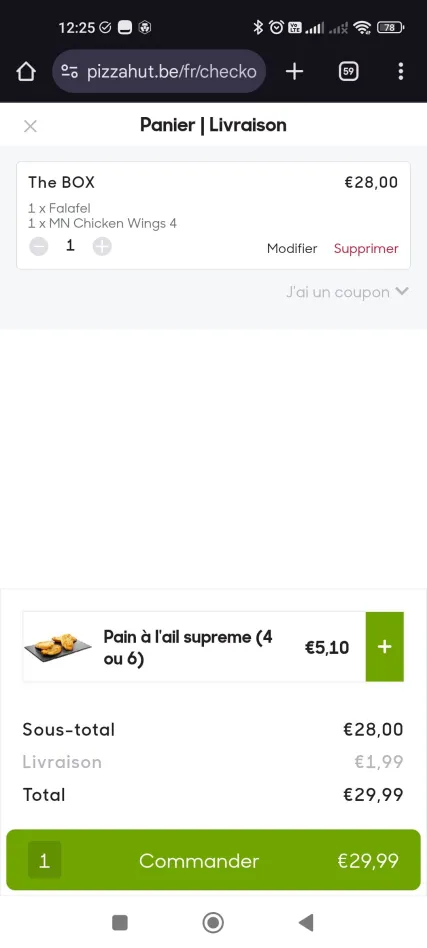 12:25
78
pizzahut.be/fr/checko
59
Panier | Livraison
The BOX €28,00
1 x Falafel
1 x MN Chicken Wings 4
1
Modifier Supprimer
J'ai un coupon
Pain à l'ail supreme (4
ou 6)
€5,10
+
Sous-total €28,00
Livraison €1,99
Total €29,99
1 Commander €29,99